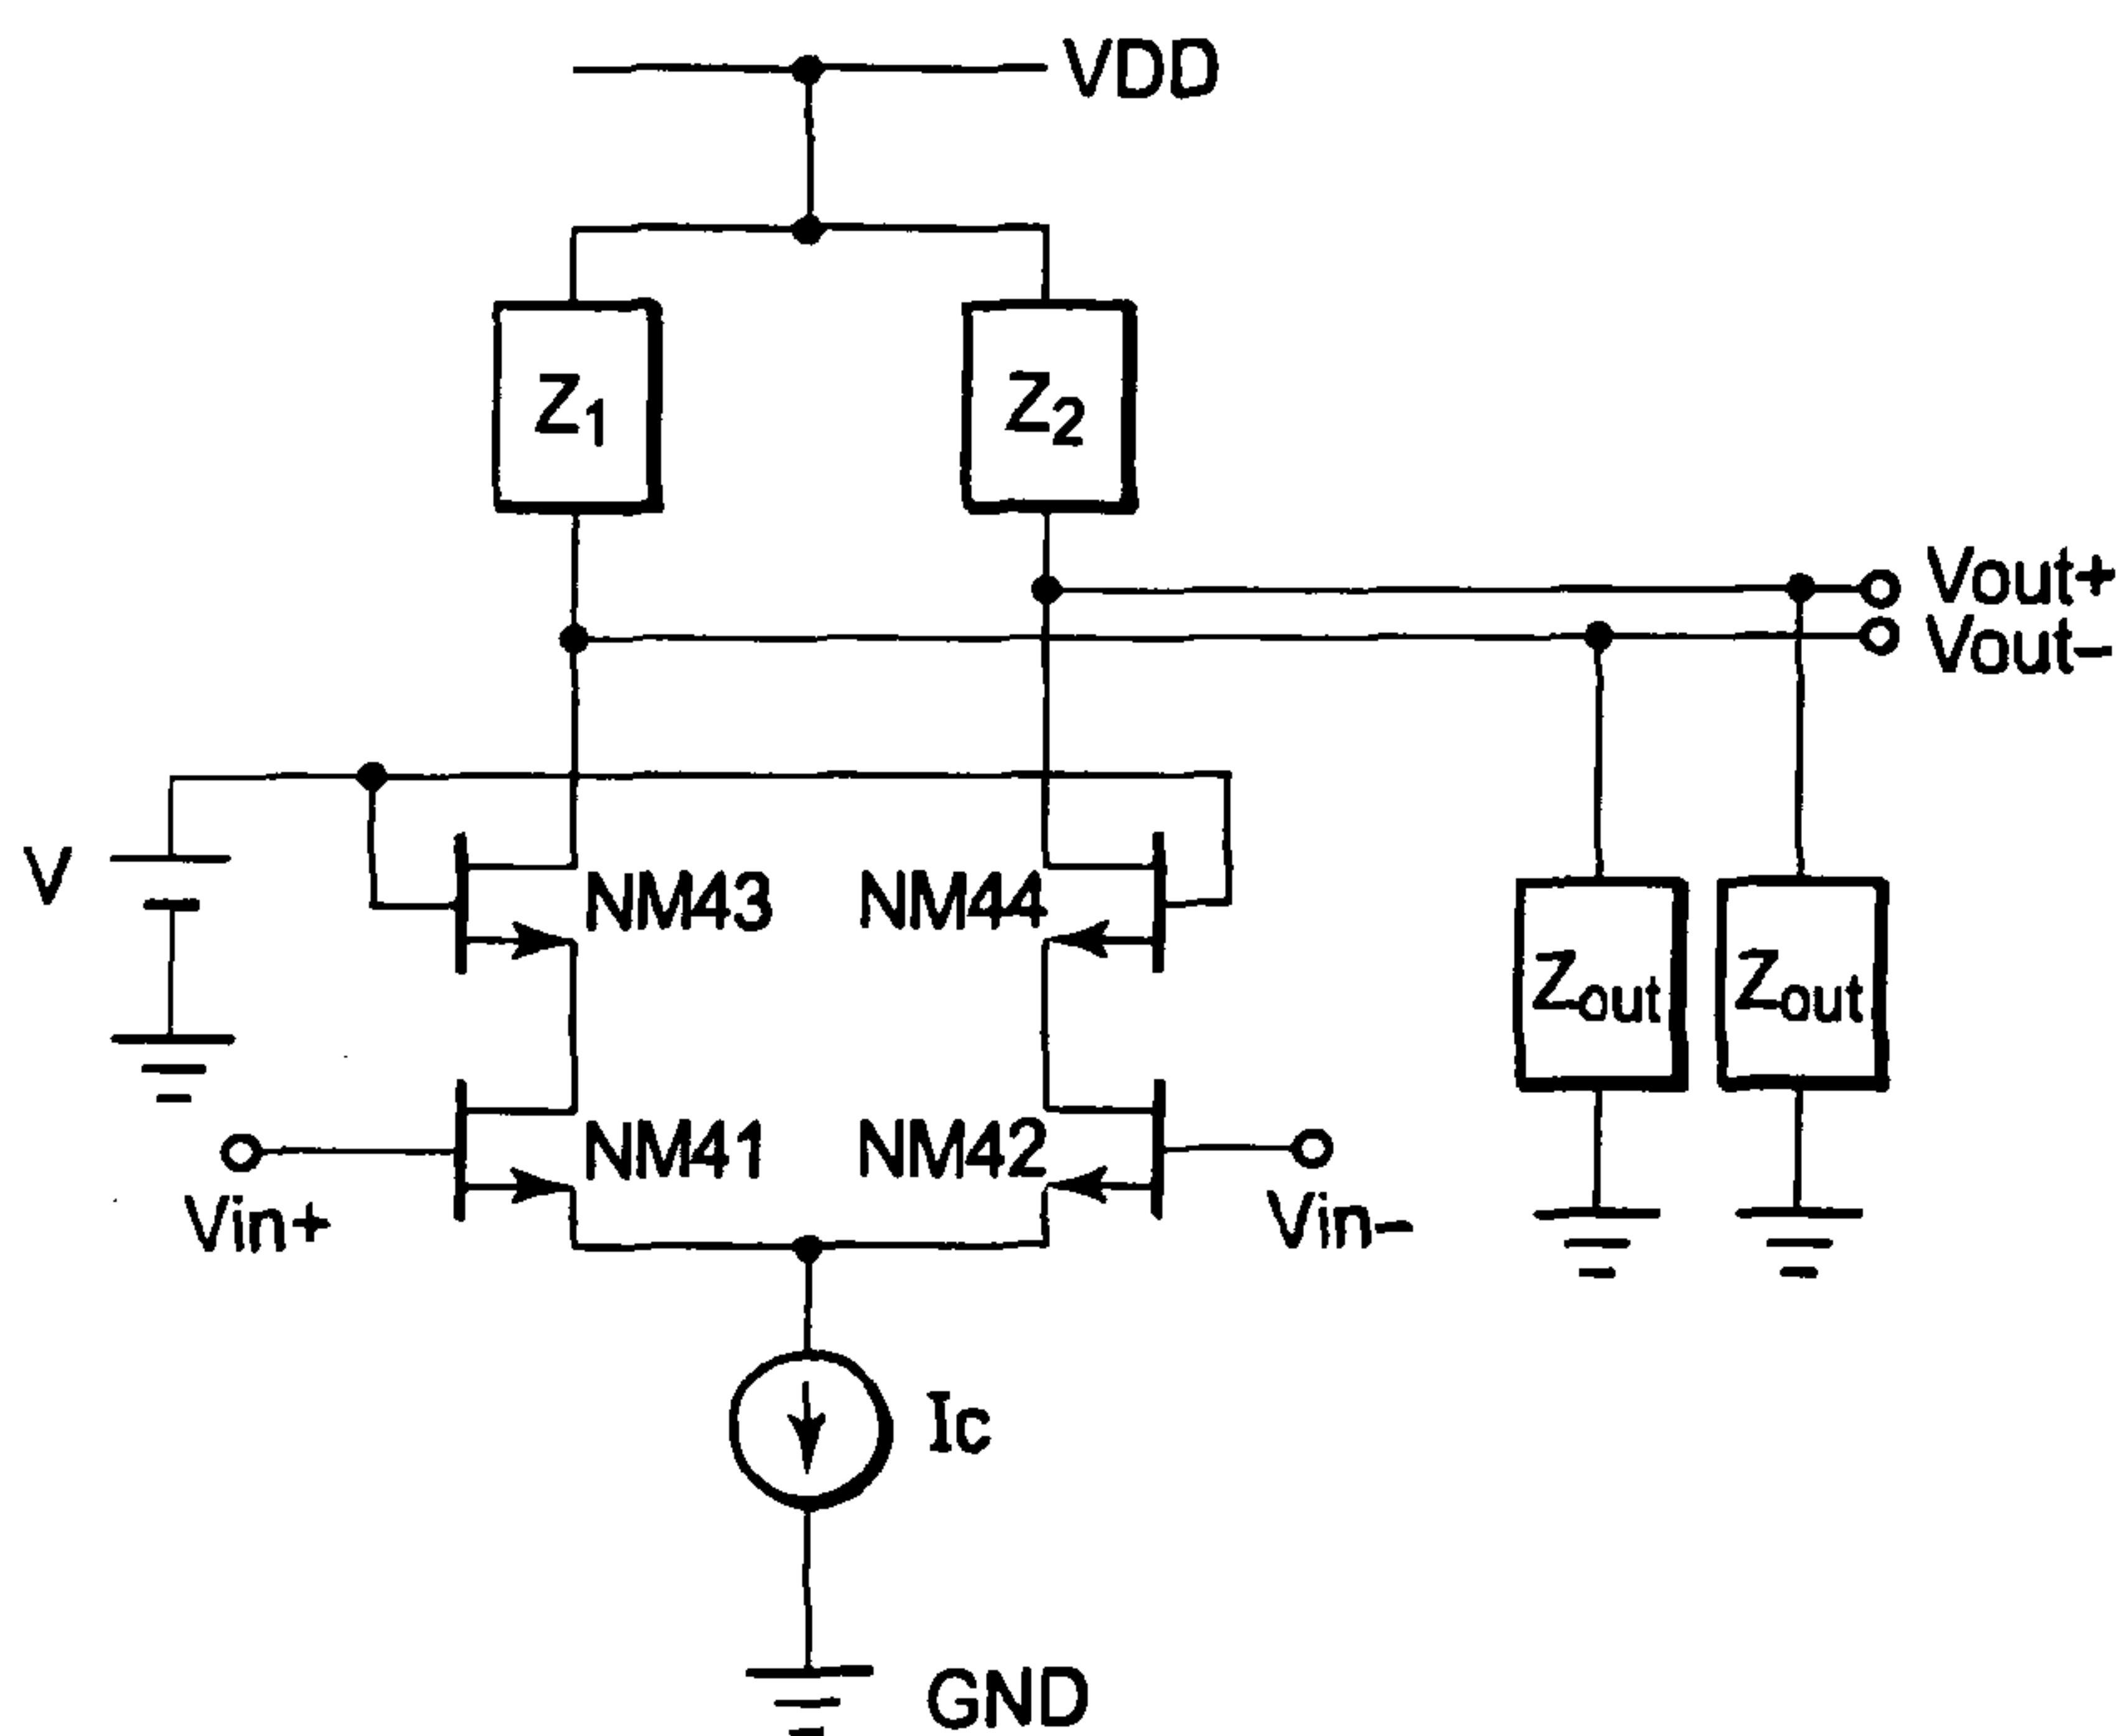 VDD
Z1
Z2
Vout+
Vout–
V
NM43
NM44
Zout
Zout
NM41
NM42
Vin+
Vin–
Ic
GND